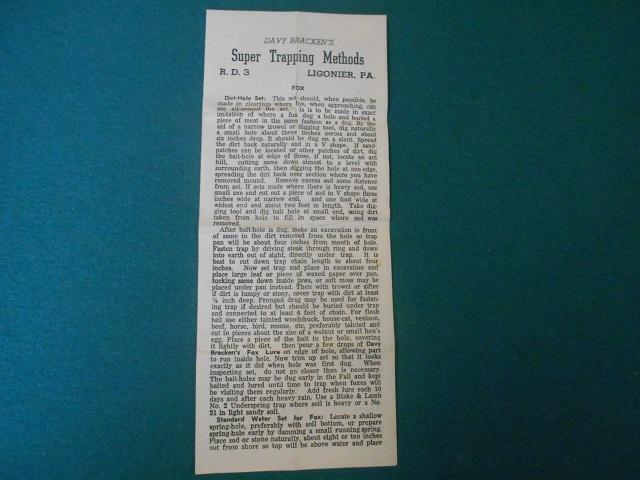 DAVY BRACKEN'S
Super Trapping Methods
R. D. 3 LIGONIER, PA.
FOX
Dirt-Hole Set: This set should, when possible, be
made in clearings where fox, when approaching, can
see all-around the set. Is is to be made in exact
imitation of where a fox dug a hole and buried a
piece of meat in the same fashion as a dog. By the
aid of a narrow trowel or digging tool, dig naturally
a small hole about three inches across and about
six inches deep. It should be dug on a slant. Spread
the dirt back naturally and in a V shape. If sand
patches can be located or other patches of dirt, dig
the bait-hole at edge of these, if not, locate an ant
hill, cutting same down almost to a level with
surrounding earth, then digging the hole at one edge,
spreading the dirt back over section where you have
removed mound. Remove excess sod some distance
from set. If sets made where there is heavy sod, use
small axe and cut out a piece of sod in V shape three
inches wide at narrow end, and one foot wide at
widest end and about two feet in length. Take dig-
ging tool and dig bait hole at small end, using dirt
taken from hole to fill in space where sod was
removed.
After bait-hole is dug, make an excavation in front
of same in the dirt removed from the hole so trap
pan will be about four inches from mouth of hole.
Fasten trap by driving steak through ring and down
into earth out of sight, directly under trap. It is
best to cut down trap chain length to about four
inches. Now set trap and place in excavation and
place large leaf or piece of waxed paper over pan,
tucking same down inside jaws, or soft moss may be
placed under pan instead. Then with trowel or sifter
if dirt is lumpy or stony, cover trap with dirt at least
½ inch deep. Pronged drag may be used for fasten-
ing trap if desired but should be buried under trap
and connected to at least 4 feet of chain. For flesh
bait use either tainted woodchuck, house-cat, venison,
beef, horse, bird, moose, etc, preferably tainted and
cut in pieces about the size of a walnut or small hen's
egg. Place a piece of the bait in the hole, covering
it lightly with dirt, then pour a few drops of Davy
Bracken's Fox Lure on edge of hole, allowing part
to run inside hole. Now trim up set so that it looks
exactly as it did when hole was first dug. When
inspecting set, do not go closer than is necessary.
The bait-holes may be dug early in the Fall and kept
baited and lured until time to trap when foxes will
be visiting them regularly. Add fresh lure each 10
days and after each heavy rain. Use a Blake & Lamb
No. 2 Underspring trap where soil is heavy or a No.
21 in light sandy soil.
Standard Water Set for Fox: Locate a shallow
spring-hole, preferably with soil bottom, or prepare
spring-hole early by damming a small running spring.
Place sod or stone naturally, about eight or ten inches
out from shore so top will be above water and place